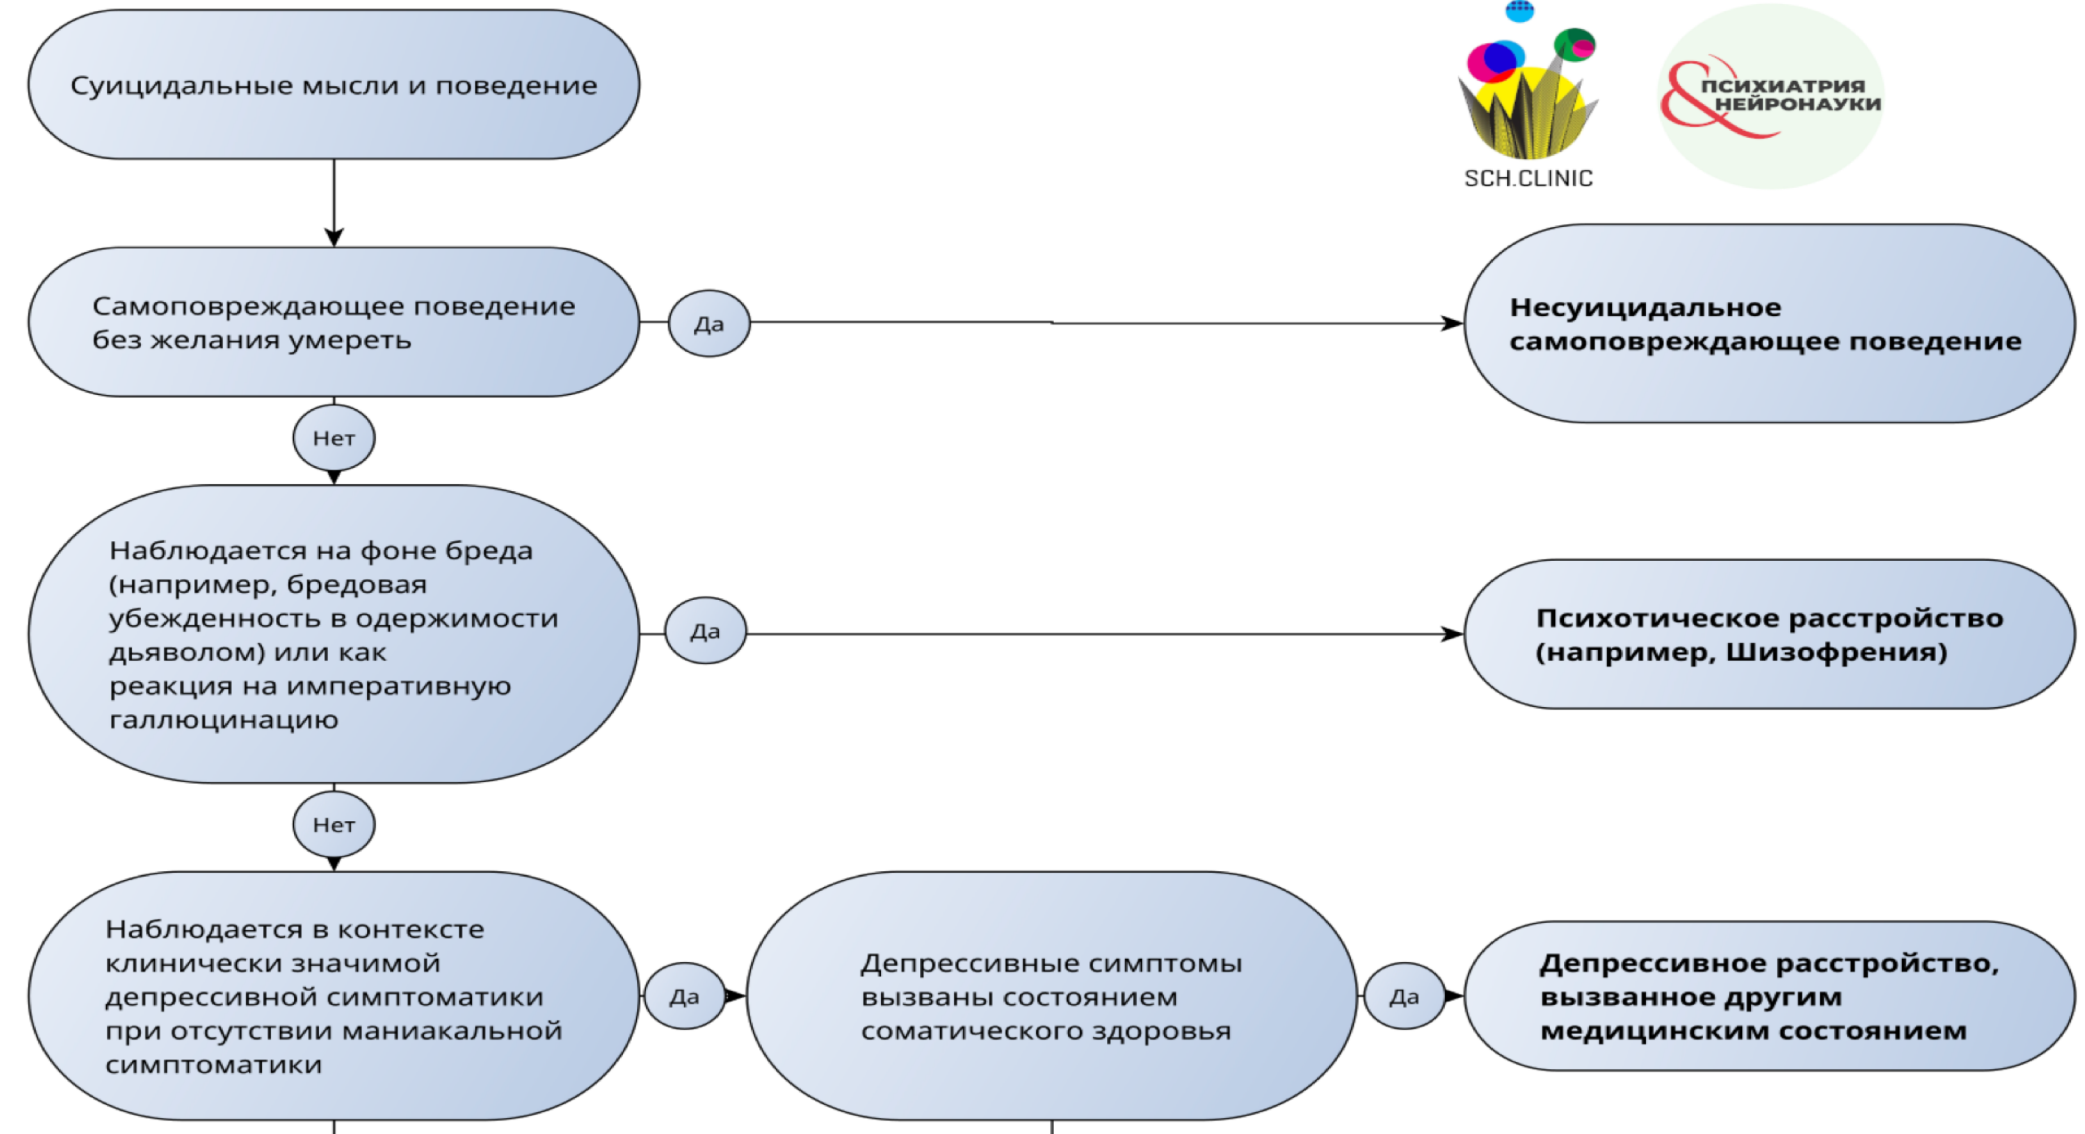 Суицидальные мысли и поведение
ПСИХИАТРИЯ
НЕЙРОНАУКИ
SCH.CLINIC
Самоповреждающее поведение
без желания умереть
Да
Несуицидальное
самоповреждающее поведение
Нет
Наблюдается на фоне бреда
(например, бредовая
убежденность в одержимости
дьяволом) или как
реакция на императивную
галлюцинацию
Да
Психотическое расстройство
(например, Шизофрения)
Нет
Наблюдается в контексте
клинически значимой
депрессивной симптоматики
при отсутствии маниакальной
симптоматики
Да
Депрессивные симптомы
вызваны состоянием
соматического здоровья
Да
Депрессивное расстройство,
вызванное другим
медицинским состоянием